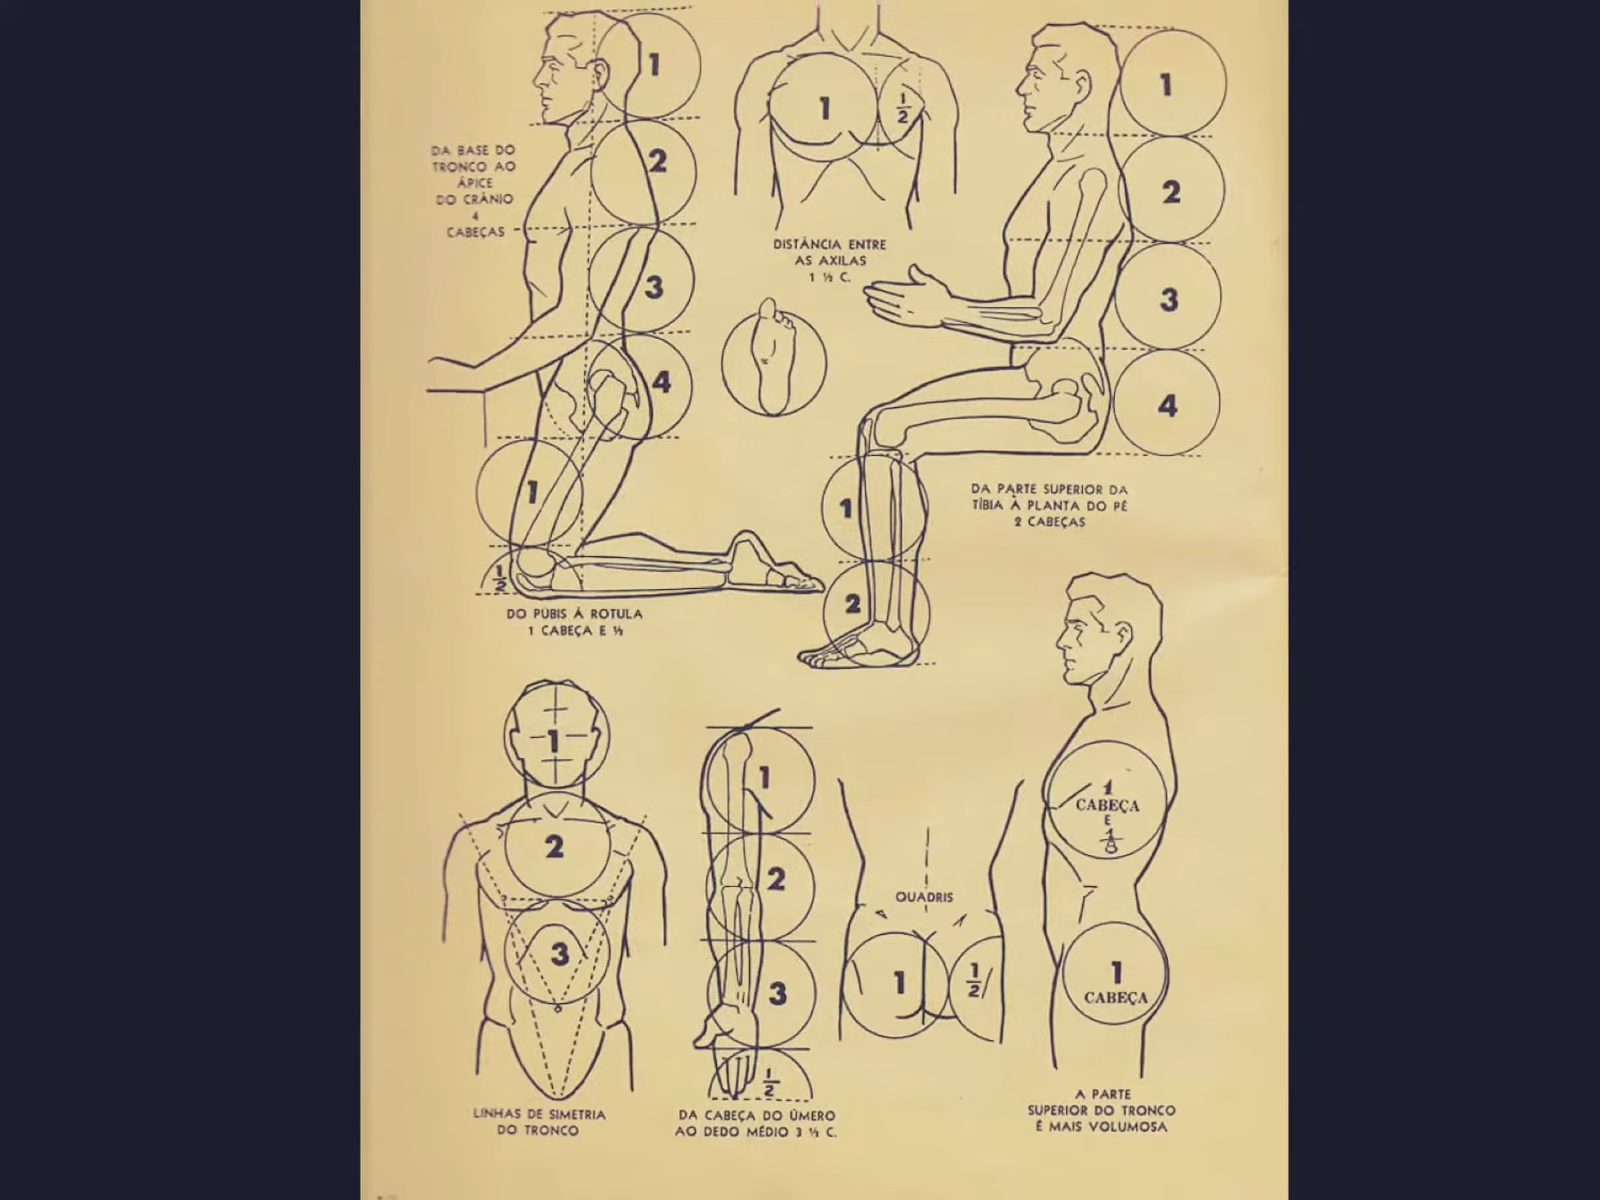 1
2
3
4
1
½
DA BASE DO
TRONCO AO
ÁPICE
DO CRÂNIO
4
CABEÇAS
DO PÚBIS Á ROTULA
1 CABEÇA E ½
1
½
DISTÂNCIA ENTRE
AS AXILAS
1 ½ C.
1
2
3
4
1
2
DA PARTE SUPERIOR DA
TÍBIA À PLANTA DO PÉ
2 CABEÇAS
1
2
3
LINHAS DE SIMETRIA
DO TRONCO
1
2
3
½
DA CABEÇA DO ÚMERO
AO DEDO MÉDIO 3 ½ C.
QUADRIS
1
½
1
CABEÇA
E
⅛
1
CABEÇA
A PARTE
SUPERIOR DO TRONCO
É MAIS VOLUMOSA